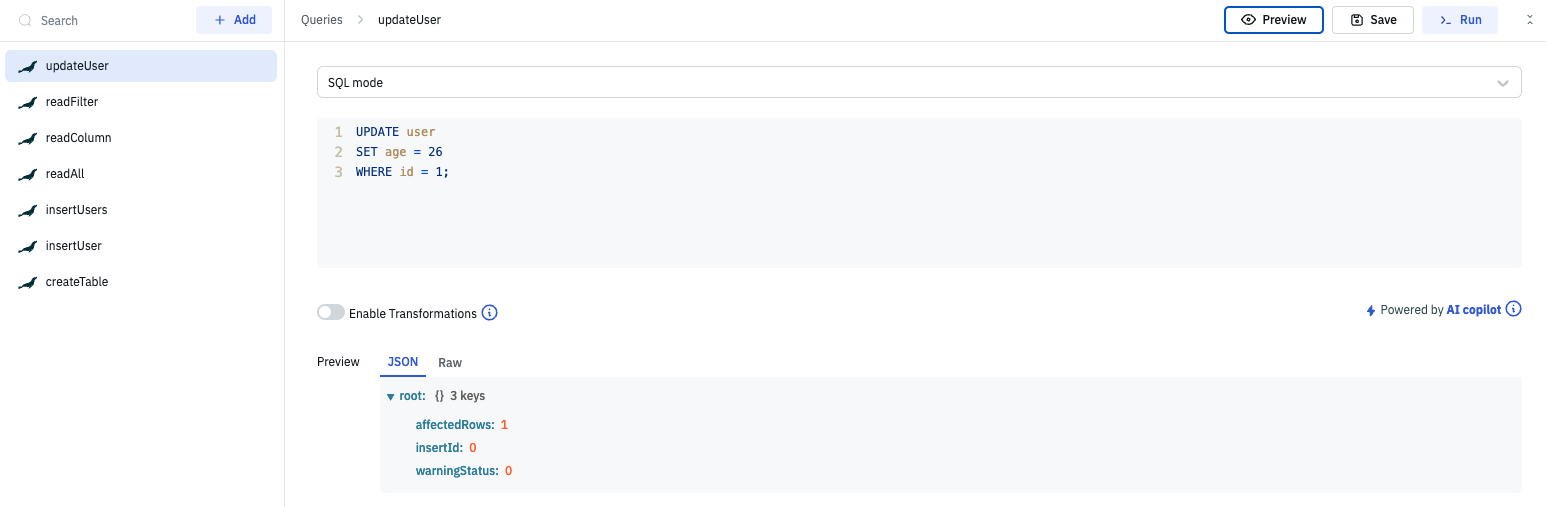 Search
+ Add
Queries > updateUser
Preview
Save
Run
updateUser
readFilter
readColumn
readAll
insertUsers
insertUser
createTable
SQL mode
1 UPDATE user
2 SET age = 26
3 WHERE id = 1;
Enable Transformations
Powered by AI copilot
Preview
JSON
Raw
root: {} 3 keys
affectedRows: 1
insertId: 0
warningStatus: 0